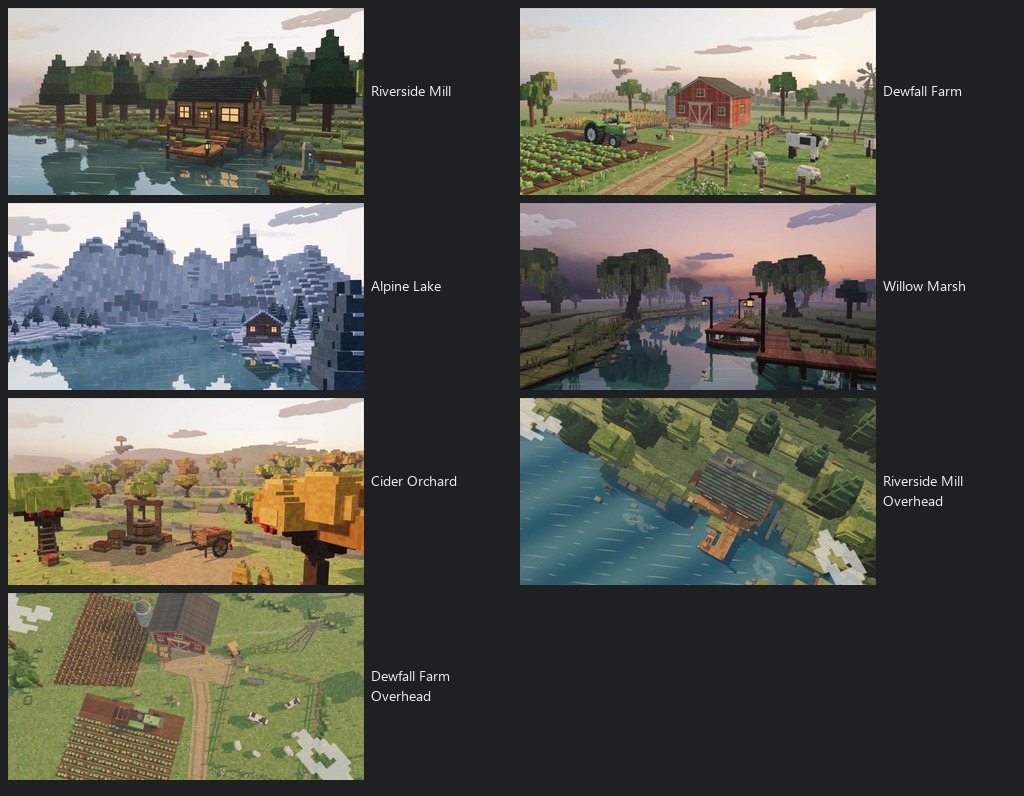 Riverside Mill
Dewfall Farm
Alpine Lake
Willow Marsh
Cider Orchard
Riverside Mill
Overhead
Dewfall Farm
Overhead